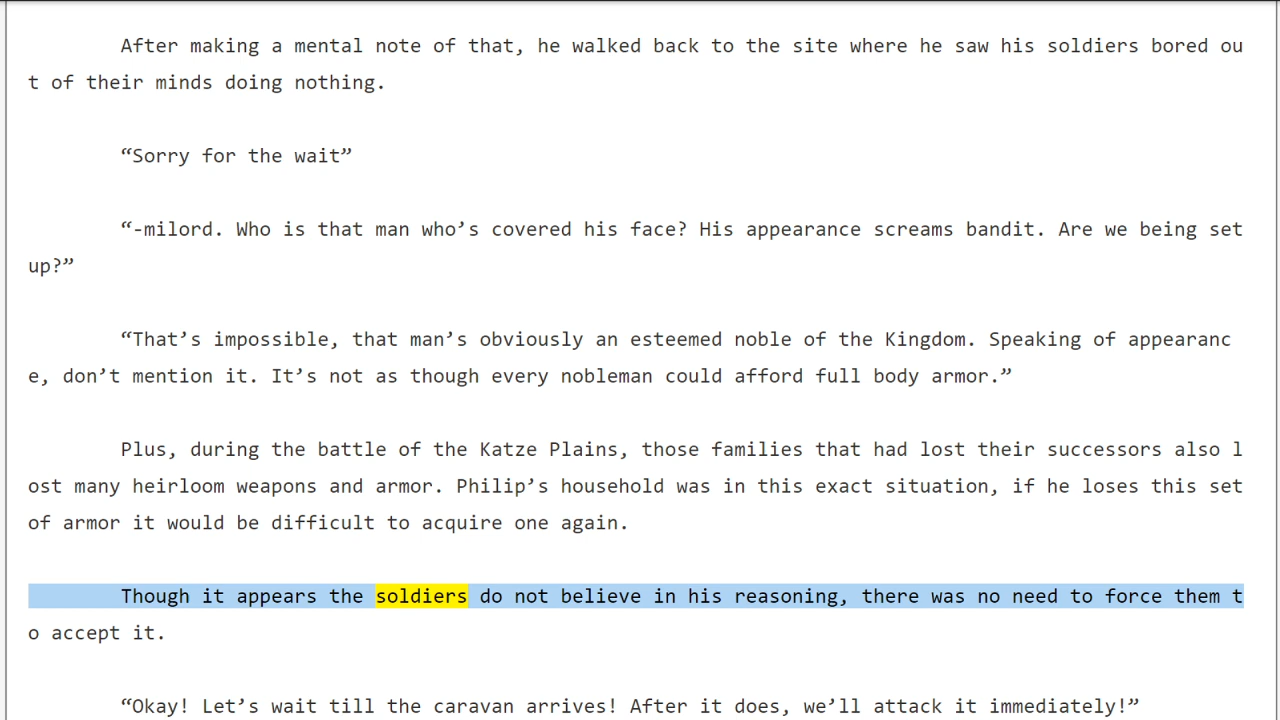 After making a mental note of that, he walked back to the site where he saw his soldiers bored ou
t of their minds doing nothing.
“Sorry for the wait”
“-milord. Who is that man who’s covered his face? His appearance screams bandit. Are we being set
up?”
“That’s impossible, that man’s obviously an esteemed noble of the Kingdom. Speaking of appearanc
e, don’t mention it. It’s not as though every nobleman could afford full body armor.”
Plus, during the battle of the Katze Plains, those families that had lost their successors also l
ost many heirloom weapons and armor. Philip’s household was in this exact situation, if he loses this set
of armor it would be difficult to acquire one again.
Though it appears the soldiers do not believe in his reasoning, there was no need to force them t
o accept it.
“Okay! Let’s wait till the caravan arrives! After it does, we’ll attack it immediately!”